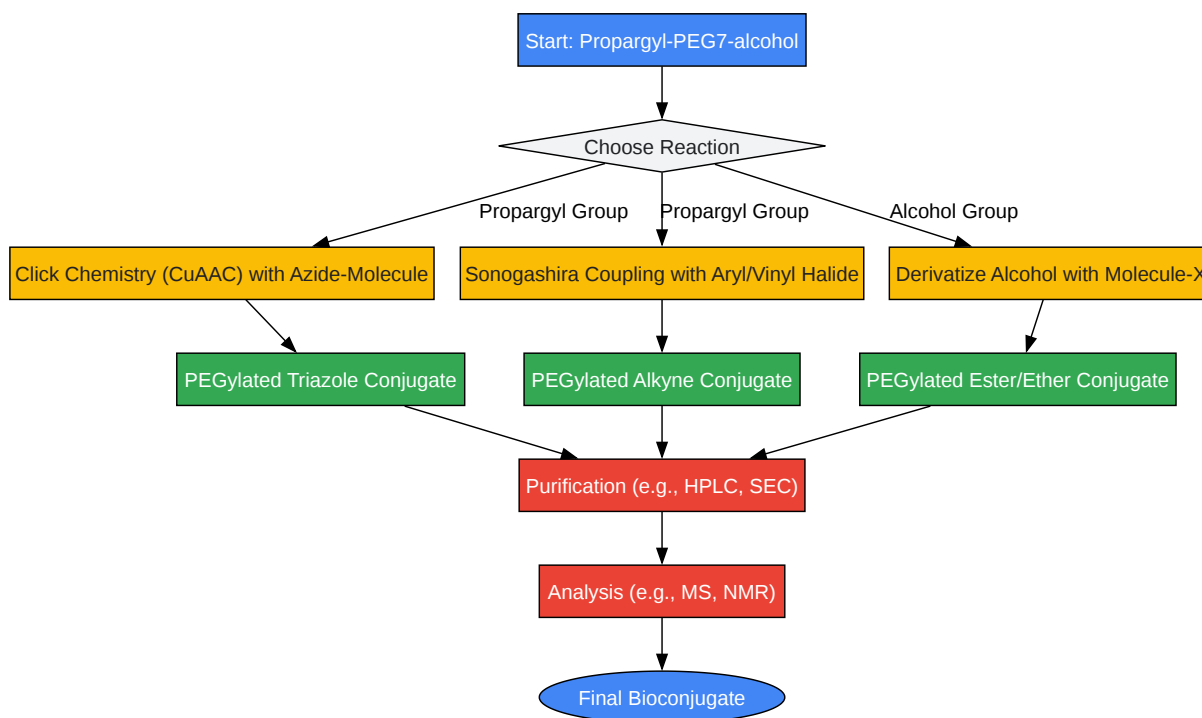 Start: Propargyl-PEG7-alcohol
Choose Reaction
Propargyl Group
Propargyl Group
Alcohol Group
Click Chemistry (CuAAC) with Azide-Molecule
Sonogashira Coupling with Aryl/Vinyl Halide
Derivatize Alcohol with Molecule-X
PEGylated Triazole Conjugate
PEGylated Alkyne Conjugate
PEGylated Ester/Ether Conjugate
Purification (e.g., HPLC, SEC)
Analysis (e.g., MS, NMR)
Final Bioconjugate